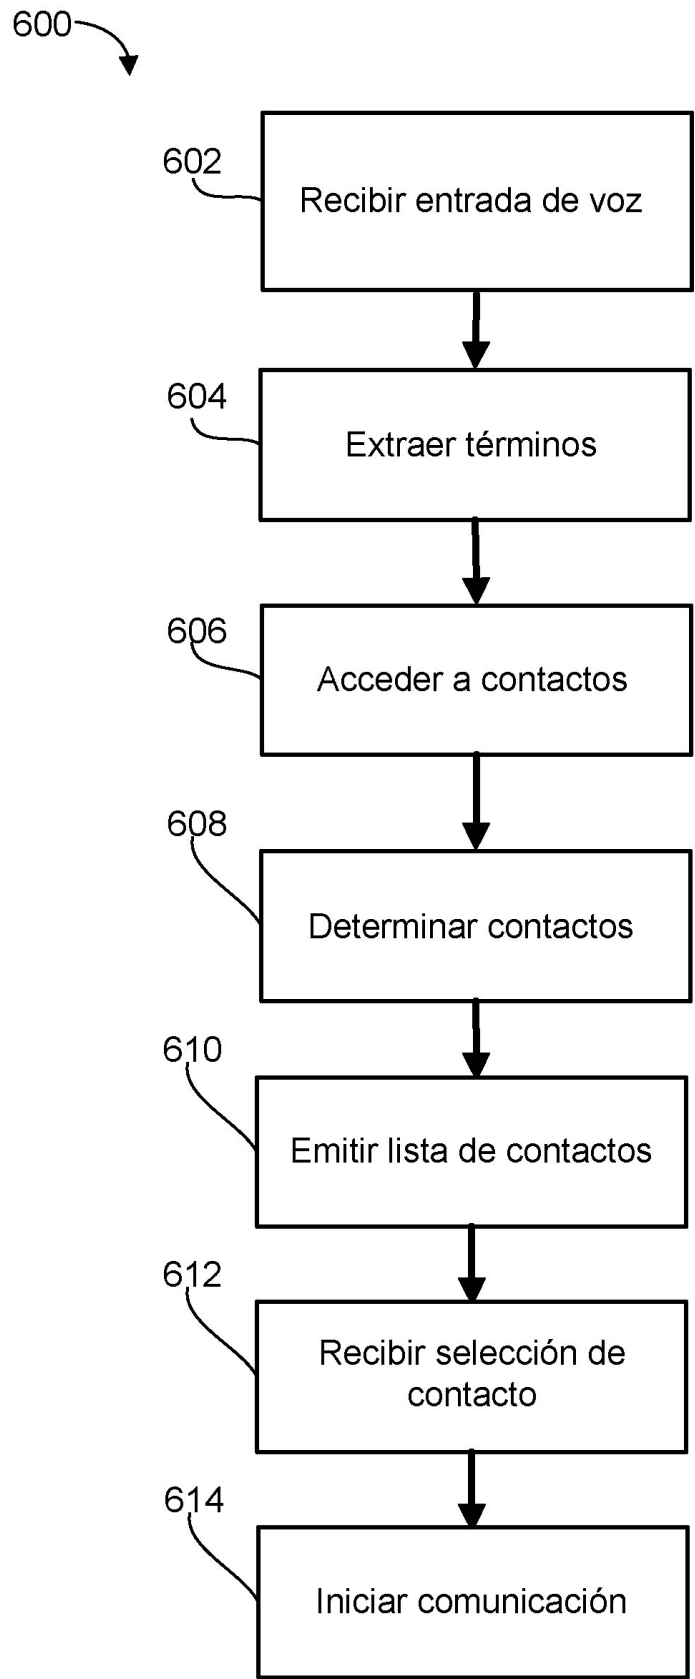 600
602
Recibir entrada de voz
604
Extraer términos
606
Acceder a contactos
608
Determinar contactos
610
Emitir lista de contactos
612
Recibir selección de
contacto
614
Iniciar comunicación